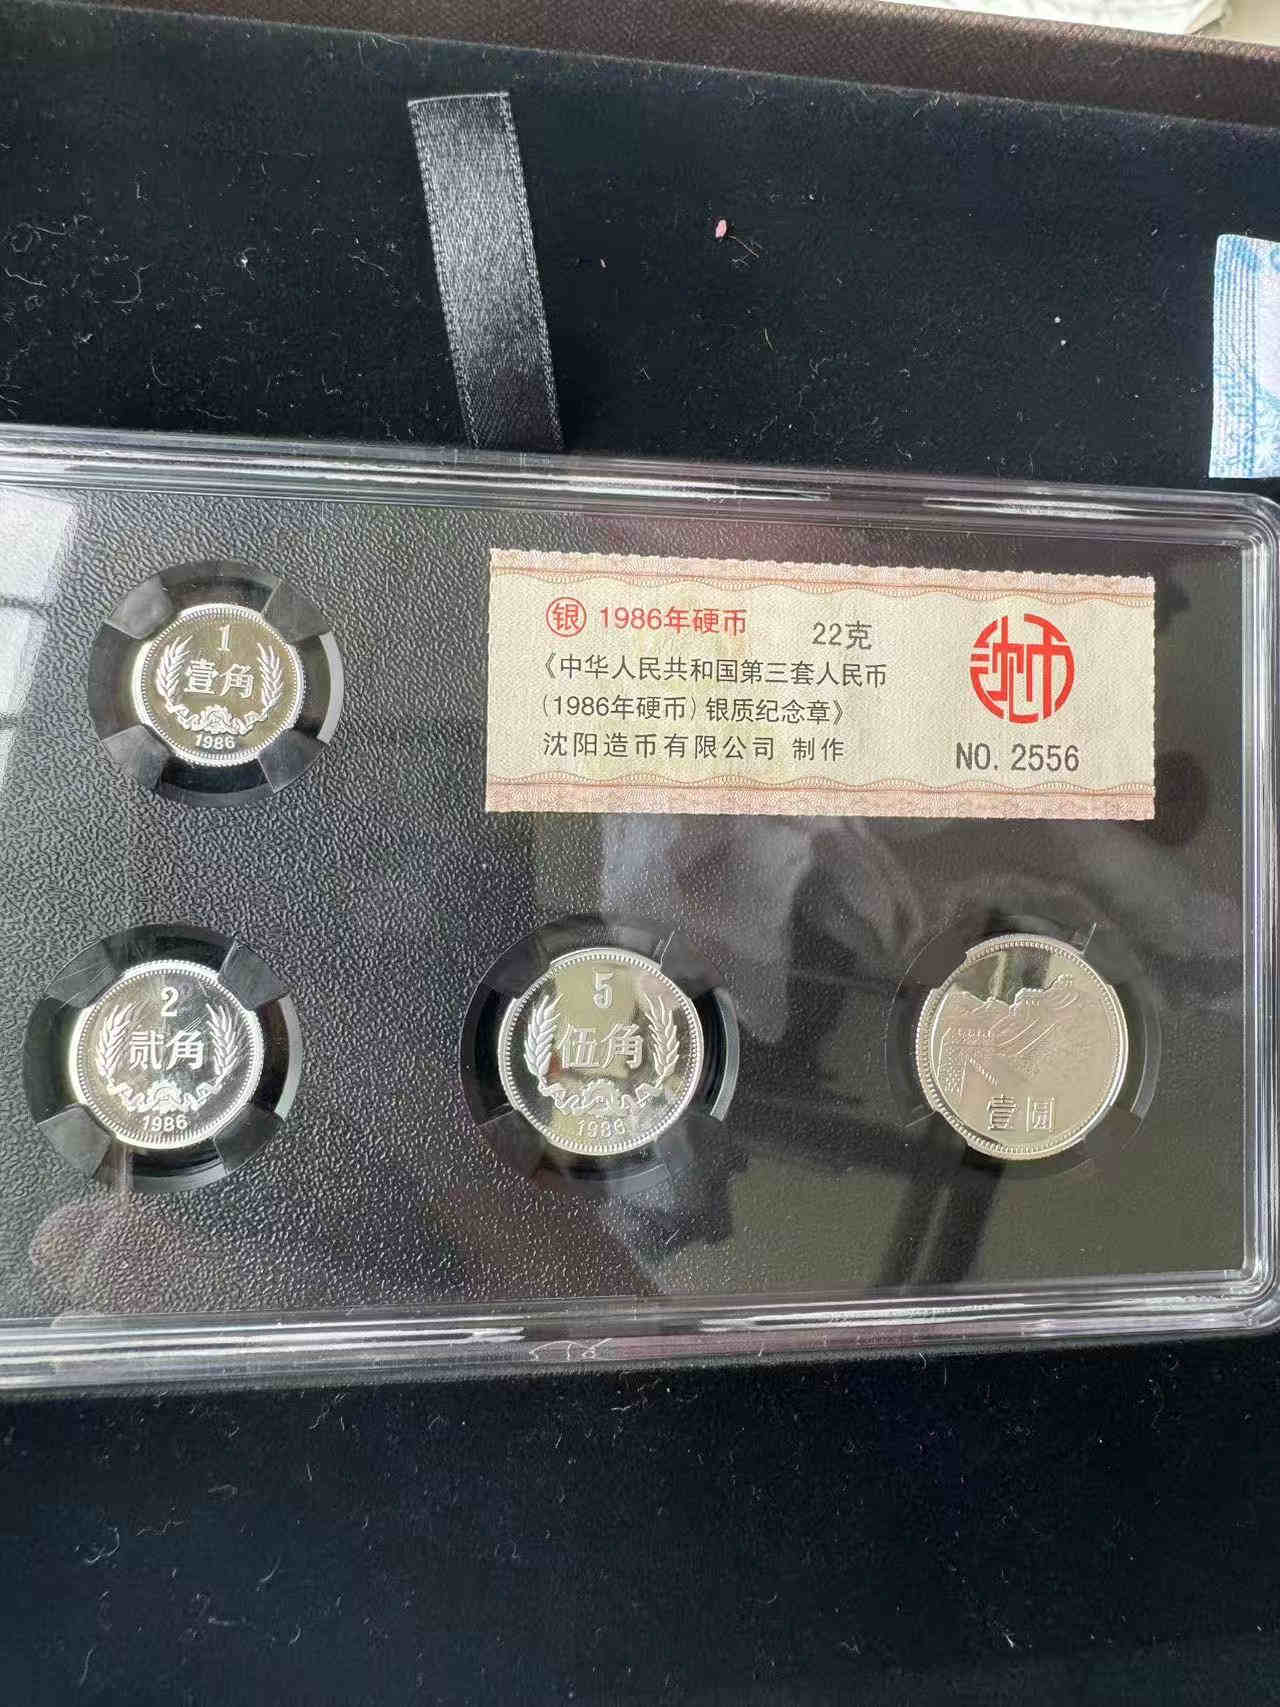 银 1986年硬币 22克
《中华人民共和国第三套人民币
(1986年硬币) 银质纪念章》
沈阳造币有限公司 制作
沈币
NO. 2556
1
壹角
1986
2
贰角
1986
5
伍角
1986
壹圆